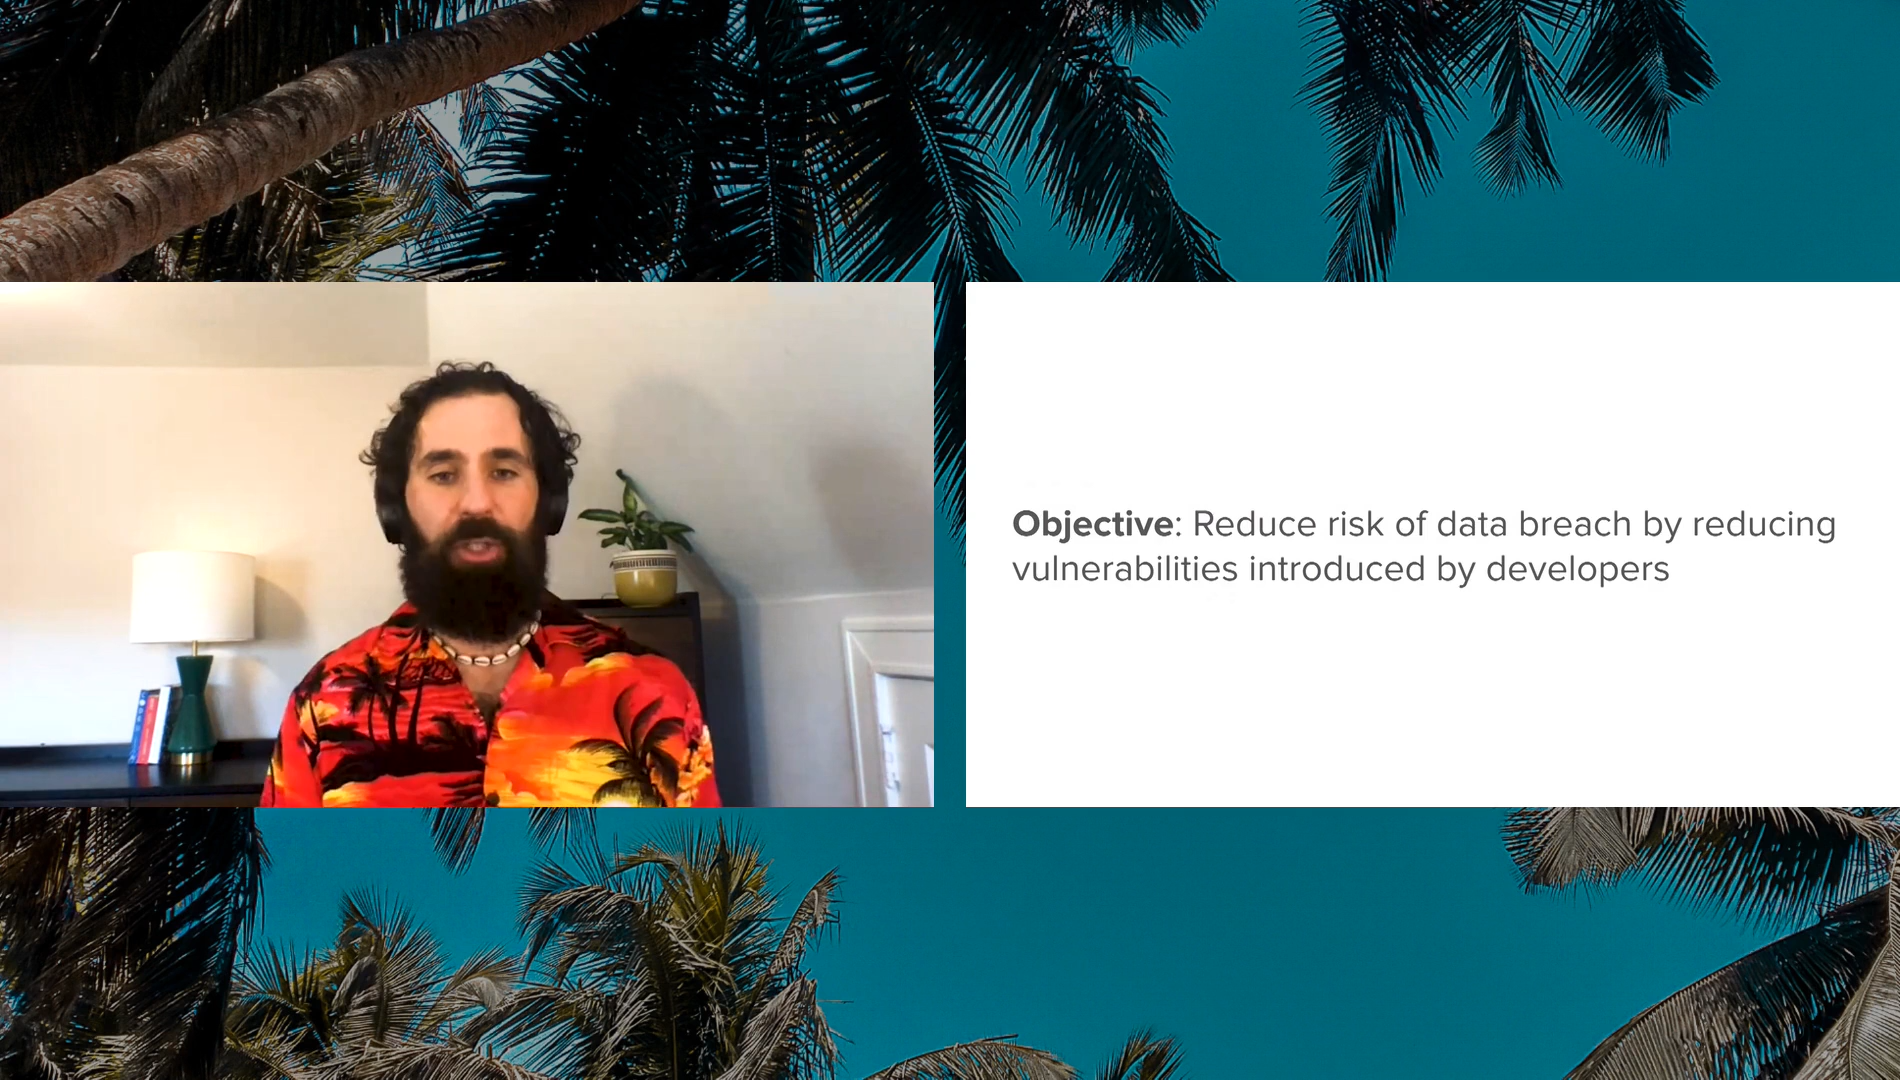 Objective: Reduce risk of data breach by reducing
vulnerabilities introduced by developers